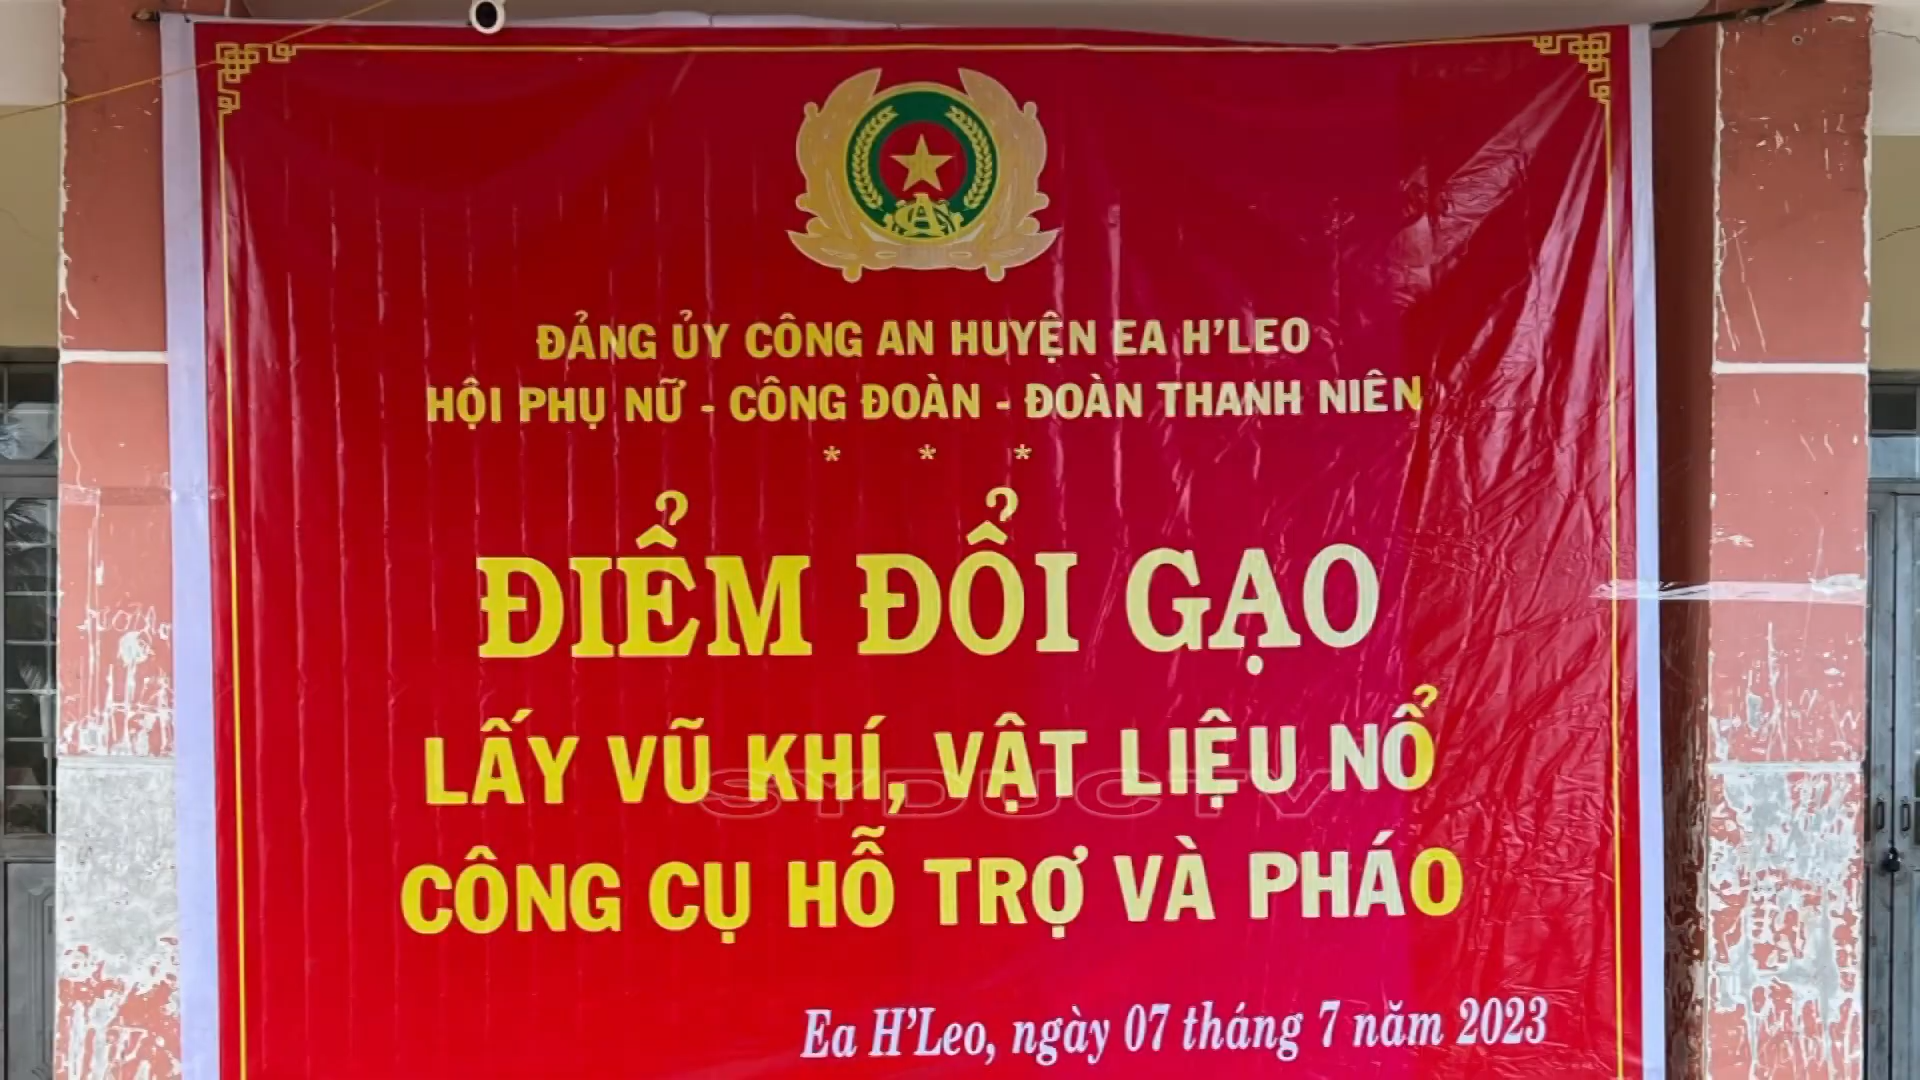 ĐẢNG ỦY CÔNG AN HUYỆN EA H'LEO
HỘI PHỤ NỮ - CÔNG ĐOÀN - ĐOÀN THANH NIÊN
* * *
ĐIỂM ĐỔI GẠO
LẤY VŨ KHÍ, VẬT LIỆU NỔ
SYDUCTV
CÔNG CỤ HỖ TRỢ VÀ PHÁO
Ea H'Leo, ngày 07 tháng 7 năm 2023